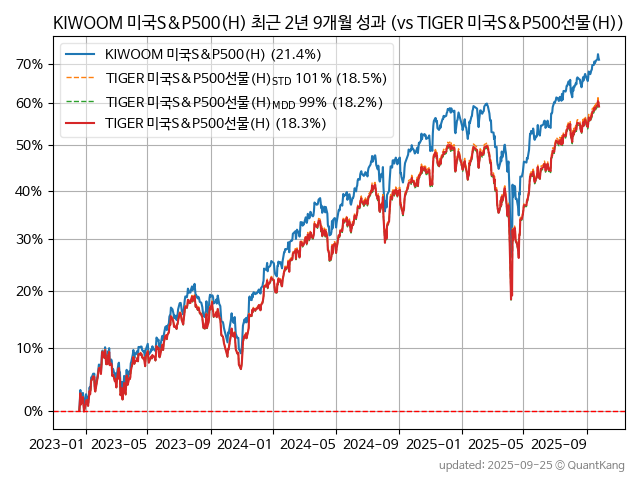 KIWOOM 미국S&P500(H) 최근 2년 9개월 성과 (vs TIGER 미국S&P500선물(H))
KIWOOM 미국S&P500(H) (21.4%)
TIGER 미국S&P500선물(H)STD 101% (18.5%)
TIGER 미국S&P500선물(H)MDD 99% (18.2%)
TIGER 미국S&P500선물(H) (18.3%)
70%
60%
50%
40%
30%
20%
10%
0%
2023-01 2023-05 2023-09 2024-01 2024-05 2024-09 2025-01 2025-05 2025-09
updated: 2025-09-25 © QuantKang